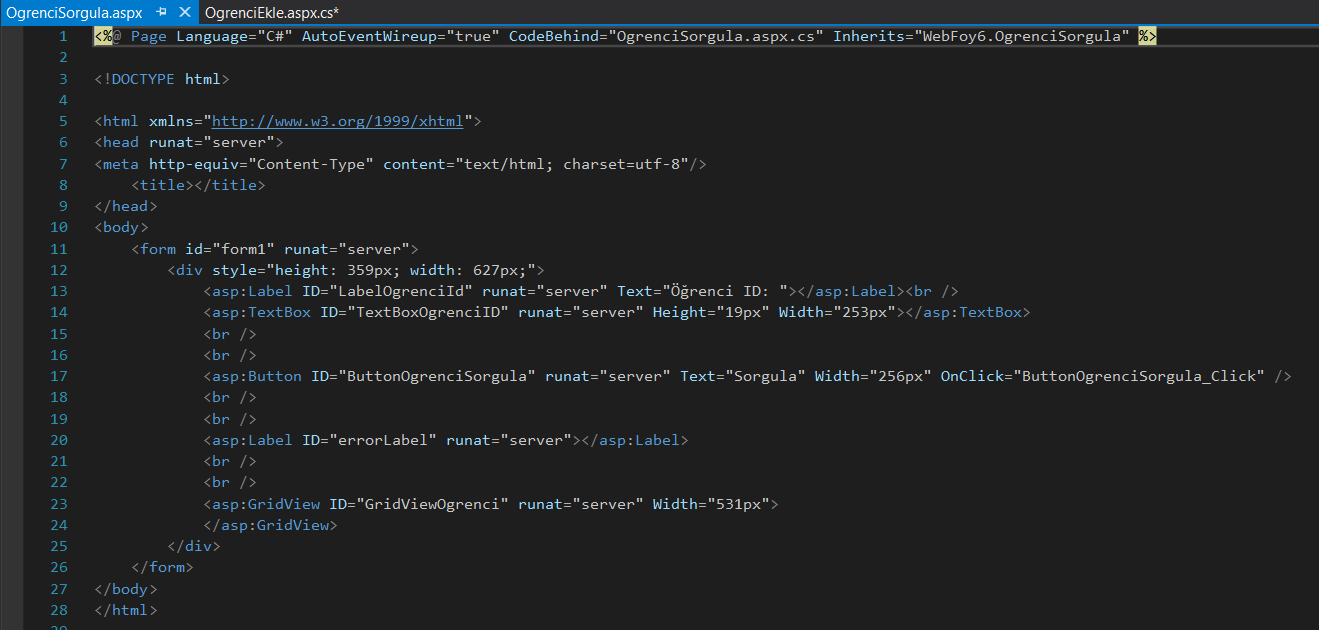 OgrenciSorgula.aspx OgrenciEkle.aspx.cs*
1 <%@ Page Language="C#" AutoEventWireup="true" CodeBehind="OgrenciSorgula.aspx.cs" Inherits="WebFoy6.OgrenciSorgula" %>
2
3 <!DOCTYPE html>
4
5 <html xmlns="http://www.w3.org/1999/xhtml">
6 <head runat="server">
7 <meta http-equiv="Content-Type" content="text/html; charset=utf-8"/>
8     <title></title>
9 </head>
10 <body>
11     <form id="form1" runat="server">
12         <div style="height: 359px; width: 627px;">
13             <asp:Label ID="LabelOgrenciId" runat="server" Text="Öğrenci ID: "></asp:Label><br />
14             <asp:TextBox ID="TextBoxOgrenciID" runat="server" Height="19px" Width="253px"></asp:TextBox>
15             <br />
16             <br />
17             <asp:Button ID="ButtonOgrenciSorgula" runat="server" Text="Sorgula" Width="256px" OnClick="ButtonOgrenciSorgula_Click" />
18             <br />
19             <br />
20             <asp:Label ID="errorLabel" runat="server"></asp:Label>
21             <br />
22             <br />
23             <asp:GridView ID="GridViewOgrenci" runat="server" Width="531px">
24             </asp:GridView>
25         </div>
26     </form>
27 </body>
28 </html>
29